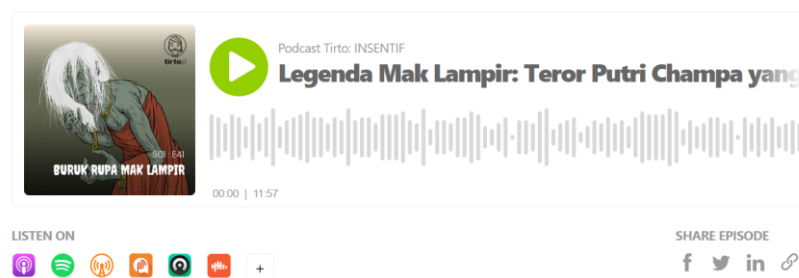 tirto.id
S01 : E41
BURUK RUPA MAK LAMPIR
Podcast Tirto: INSENTIF
Legenda Mak Lampir: Teror Putri Champa yang
00:00 | 11:57
LISTEN ON
SHARE EPISODE
+